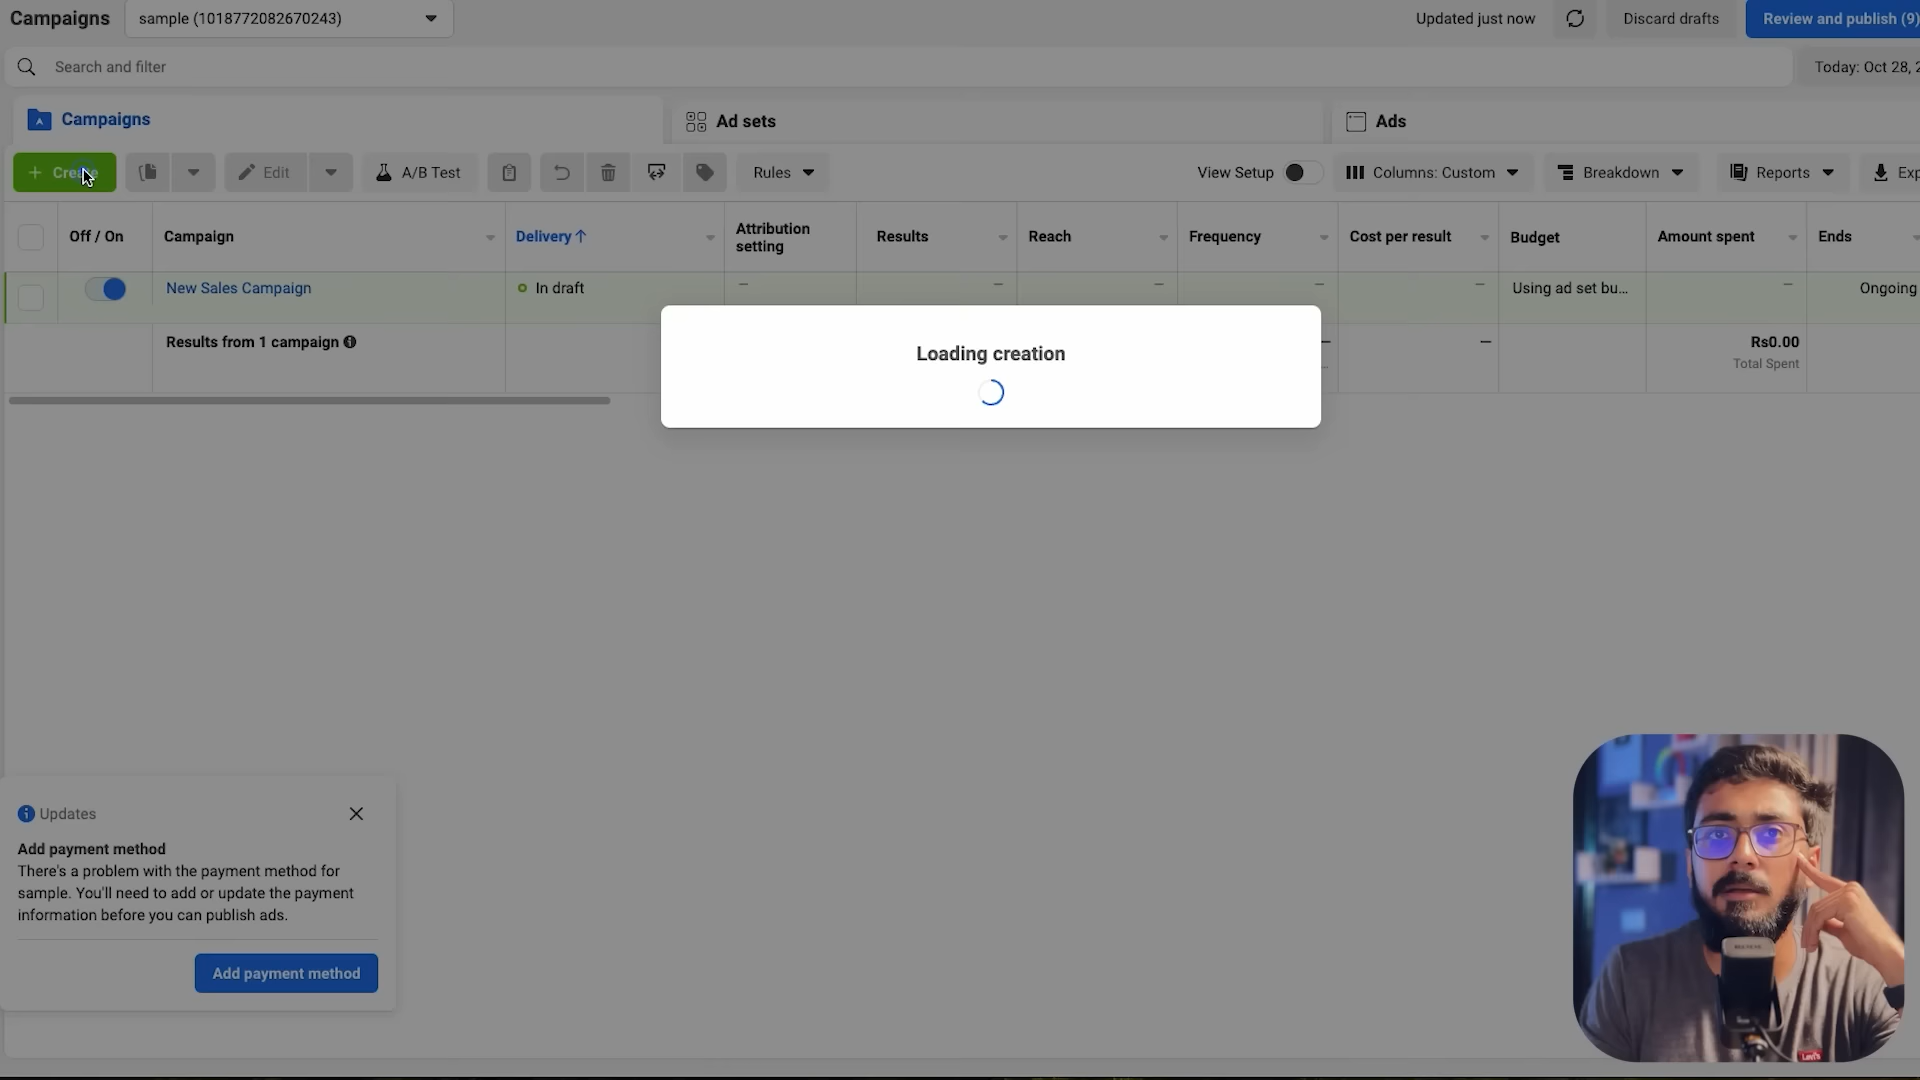 Campaigns
sample (1018772082670243)
Updated just now
Discard drafts
Review and publish (9)
Search and filter
Today: Oct 28, 2
Campaigns
Ad sets
Ads
+ Create
Edit
A/B Test
Rules
View Setup
Columns: Custom
Breakdown
Reports
Exp
Off / On
Campaign
Delivery ↑
Attribution
setting
Results
Reach
Frequency
Cost per result
Budget
Amount spent
Ends
New Sales Campaign
In draft
—
—
—
—
—
Using ad set bu...
—
Ongoing
Results from 1 campaign
—
—
Rs0.00
Total Spent
Loading creation
Updates
Add payment method
There's a problem with the payment method for
sample. You'll need to add or update the payment
information before you can publish ads.
Add payment method
Levi's